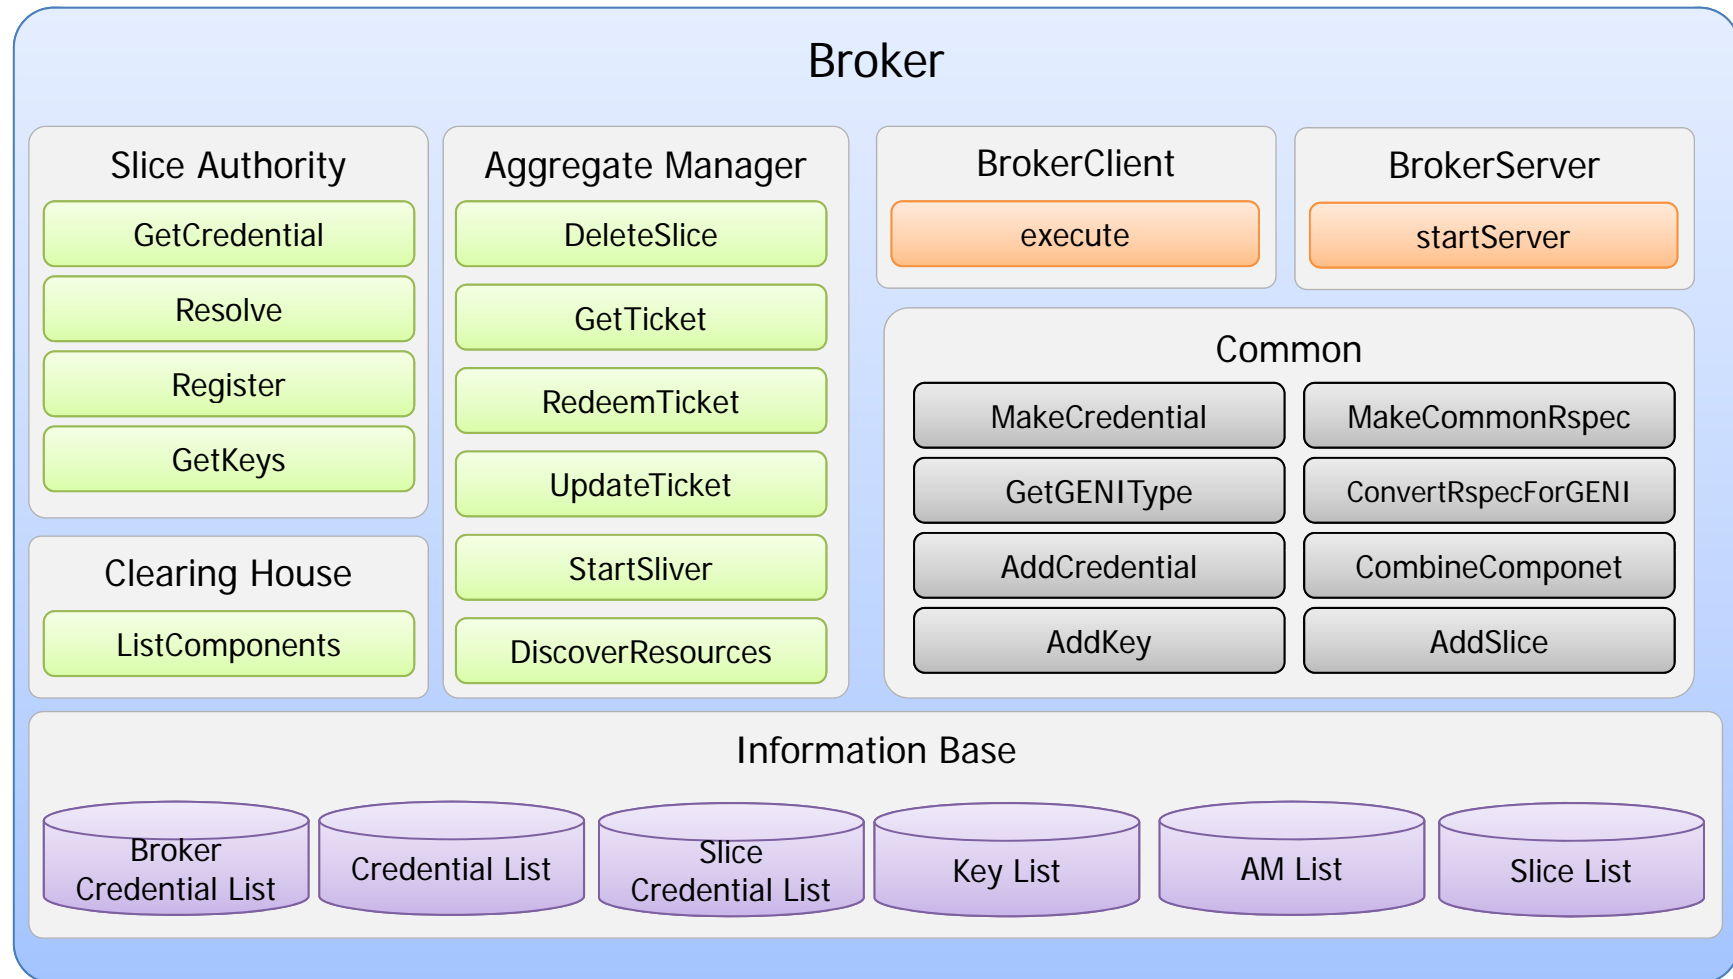 Broker
Slice Authority
GetCredential
Resolve
Register
GetKeys
Clearing House
ListComponents
Aggregate Manager
DeleteSlice
GetTicket
RedeemTicket
UpdateTicket
StartSliver
DiscoverResources
BrokerClient
execute
BrokerServer
startServer
Common
MakeCredential
MakeCommonRspec
GetGENIType
ConvertRspecForGENI
AddCredential
CombineComponet
AddKey
AddSlice
Information Base
Broker
Credential List
Credential List
Slice
Credential List
Key List
AM List
Slice List